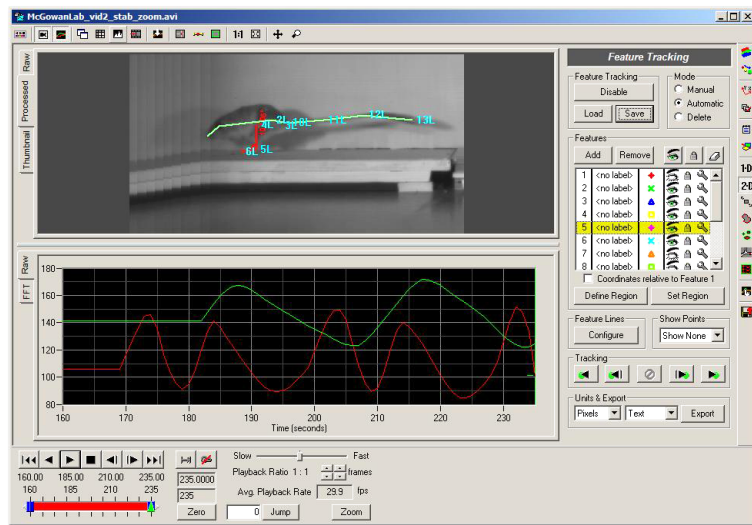 McGowanLab_vid2_stab_zoom.avi
1:1
Raw
Processed
Thumbnail
4L 2L 3L 10L 11L 12L 13L
6L 5L
Raw
FFT
180
160
140
120
100
80
160 170 180 190 200 210 220 230
Time (seconds)
Feature Tracking
Feature Tracking
Disable
Load Save
Mode
Manual
Automatic
Delete
Features
Add Remove
1 <no label>
2 <no label>
3 <no label>
4 <no label>
5 <no label>
6 <no label>
7 <no label>
8 <no label>
Coordinates relative to Feature 1
Define Region Set Region
Feature Lines
Configure
Show Points
Show None
Tracking
Units & Export
Pixels Text Export
1-D
2-D
160.00 185.00 210.00 235.00
160 185 210 235
235.0000
235
Zero
Slow Fast
Playback Ratio 1 : 1 frames
Avg. Playback Rate 29.9 fps
0 Jump Zoom